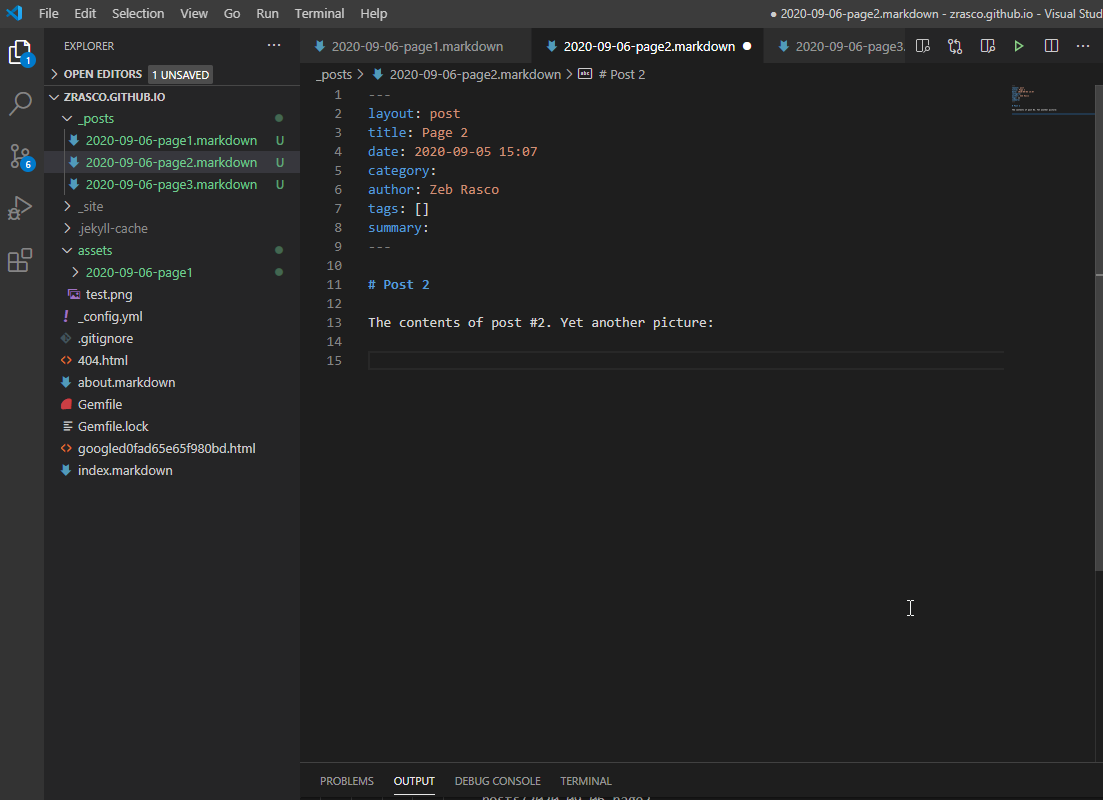 File Edit Selection View Go Run Terminal Help
● 2020-09-06-page2.markdown - zrasco.github.io - Visual Stud
EXPLORER
1
OPEN EDITORS 1 UNSAVED
ZRASCO.GITHUB.IO
_posts
2020-09-06-page1.markdown U
2020-09-06-page2.markdown U
6
2020-09-06-page3.markdown U
_site
.jekyll-cache
assets
2020-09-06-page1
test.png
! _config.yml
.gitignore
<> 404.html
about.markdown
Gemfile
Gemfile.lock
<> googled0fad65e65f980bd.html
index.markdown
2020-09-06-page1.markdown
2020-09-06-page2.markdown ●
2020-09-06-page3.
_posts > 2020-09-06-page2.markdown > abc # Post 2
1 ---
2 layout: post
3 title: Page 2
4 date: 2020-09-05 15:07
5 category:
6 author: Zeb Rasco
7 tags: []
8 summary:
9 ---
10
11 # Post 2
12
13 The contents of post #2. Yet another picture:
14
15
PROBLEMS OUTPUT DEBUG CONSOLE TERMINAL